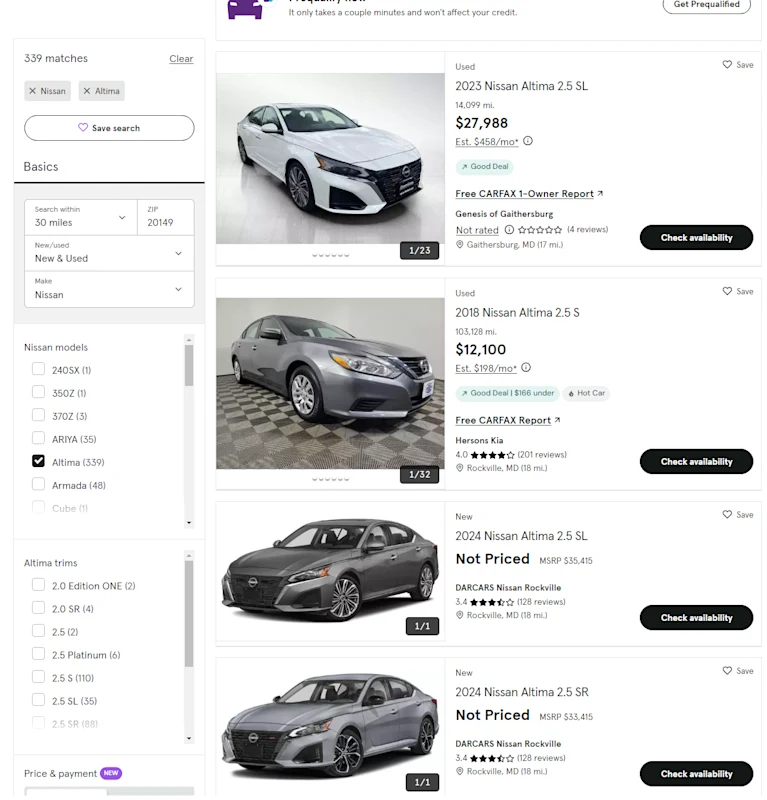 It only takes a couple minutes and won't affect your credit.
Get Prequalified
339 matches
Clear
× Nissan
× Altima
Save search
Basics
Search within
30 miles
ZIP
20149
New/used
New & Used
Make
Nissan
Nissan models
240SX (1)
350Z (1)
370Z (3)
ARIYA (35)
Altima (339)
Armada (48)
Cube (1)
Altima trims
2.0 Edition ONE (2)
2.0 SR (4)
2.5 (2)
2.5 Platinum (6)
2.5 S (110)
2.5 SL (35)
2.5 SR (88)
Price & payment NEW
Used
Save
2023 Nissan Altima 2.5 SL
14,099 mi.
$27,988
Est. $458/mo*
Good Deal
Free CARFAX 1-Owner Report
Genesis of Gaithersburg
Not rated (4 reviews)
Gaithersburg, MD (17 mi.)
Check availability
1/23
Used
Save
2018 Nissan Altima 2.5 S
103,128 mi.
$12,100
Est. $198/mo*
Good Deal | $166 under
Hot Car
Free CARFAX Report
Hersons Kia
4.0 (201 reviews)
Rockville, MD (18 mi.)
Check availability
1/32
New
Save
2024 Nissan Altima 2.5 SL
Not Priced MSRP $35,415
DARCARS Nissan Rockville
3.4 (128 reviews)
Rockville, MD (18 mi.)
Check availability
1/1
New
Save
2024 Nissan Altima 2.5 SR
Not Priced MSRP $33,415
DARCARS Nissan Rockville
3.4 (128 reviews)
Rockville, MD (18 mi.)
Check availability
1/1